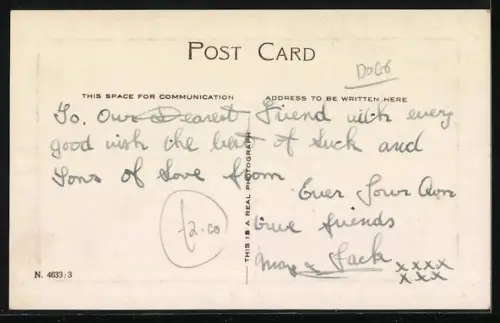 POST CARD
DOGS
THIS SPACE FOR COMMUNICATION
ADDRESS TO BE WRITTEN HERE
To. Our Dearest Friend with every
good wish the best of Luck and
Tons of Love from
Ever Your Own
true friends
May x Jack xxxx
xxx
£2.00
THIS IS A REAL PHOTOGRAPH
N. 4633/3